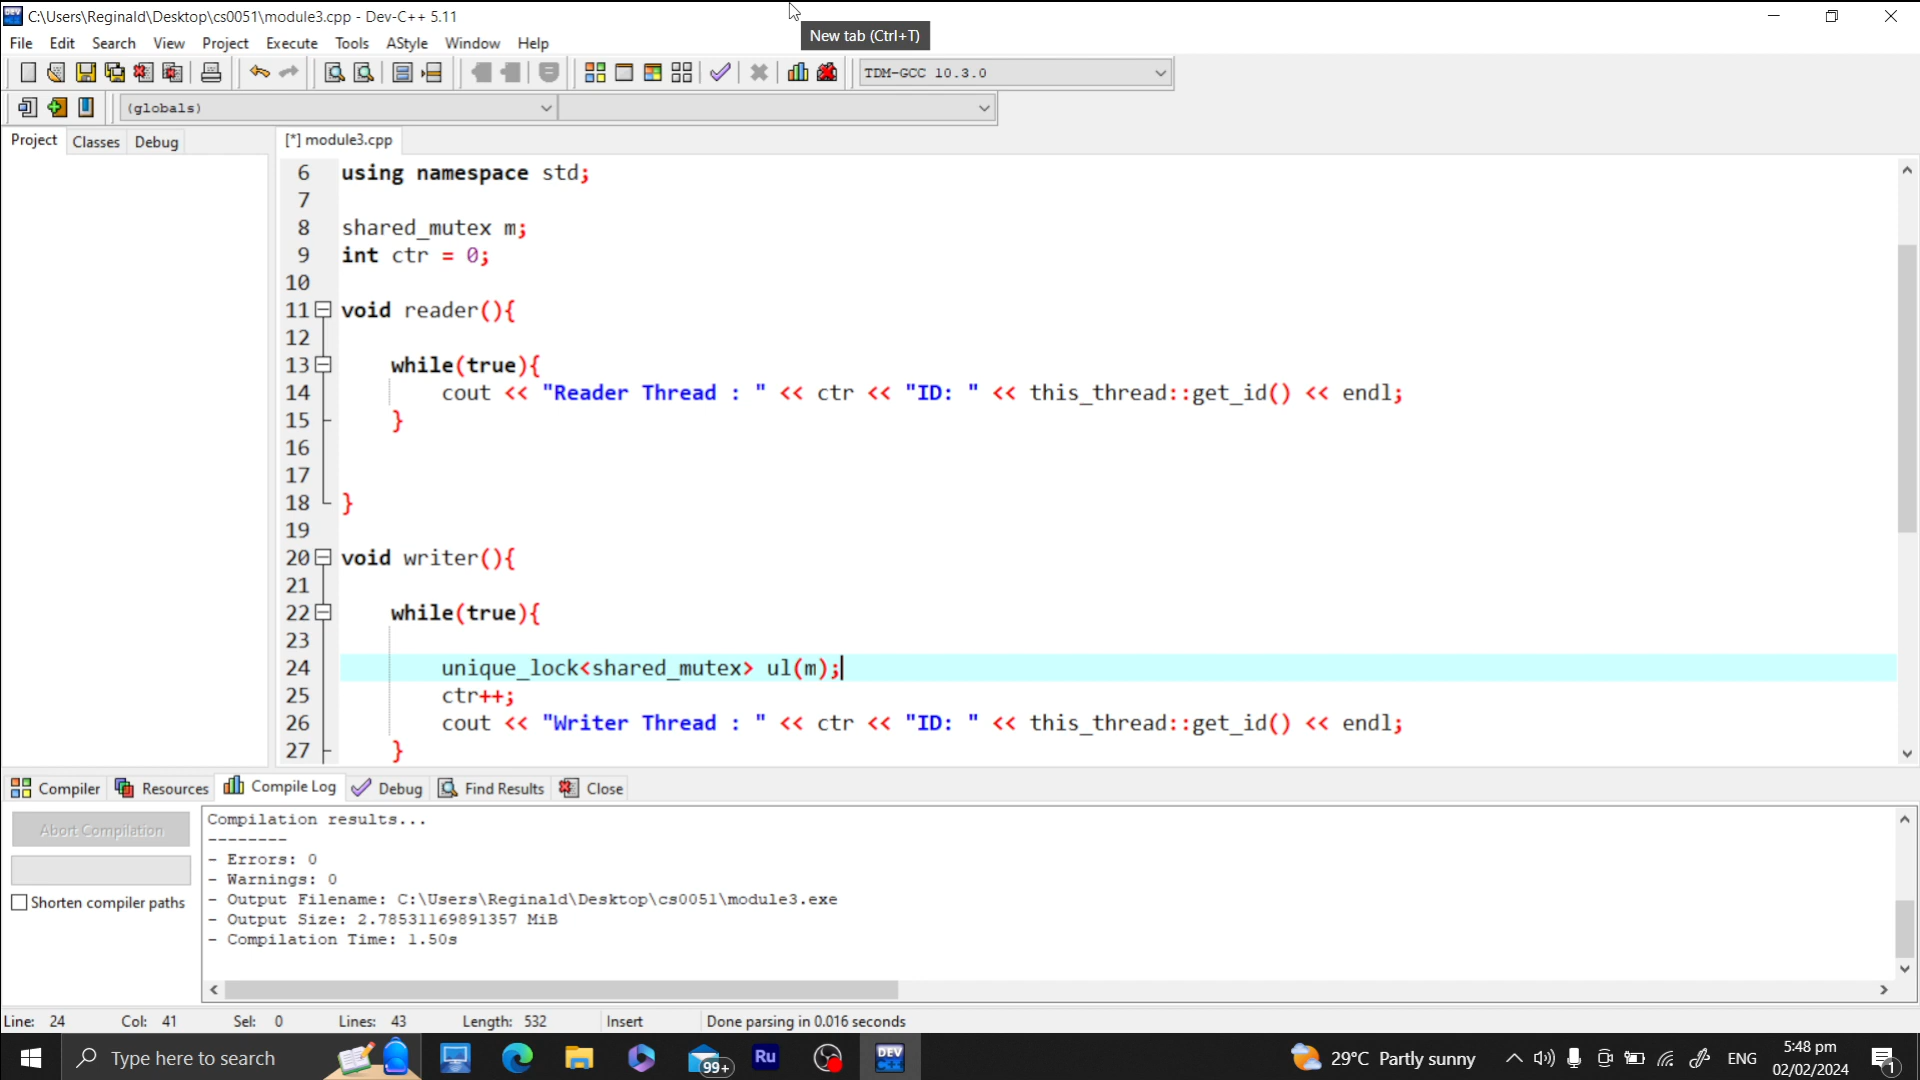 C:\Users\Reginald\Desktop\cs0051\module3.cpp - Dev-C++ 5.11
New tab (Ctrl+T)
File Edit Search View Project Execute Tools AStyle Window Help
TDM-GCC 10.3.0
(globals)
Project Classes Debug
[*] module3.cpp
6 using namespace std;
7
8 shared_mutex m;
9 int ctr = 0;
10
11 void reader(){
12
13 while(true){
14 cout << "Reader Thread : " << ctr << "ID: " << this_thread::get_id() << endl;
15 }
16
17
18 }
19
20 void writer(){
21
22 while(true){
23
24 unique_lock<shared_mutex> ul(m);
25 ctr++;
26 cout << "Writer Thread : " << ctr << "ID: " << this_thread::get_id() << endl;
27 }
Compiler Resources Compile Log Debug Find Results Close
Abort Compilation
Shorten compiler paths
Compilation results...
--------
- Errors: 0
- Warnings: 0
- Output Filename: C:\Users\Reginald\Desktop\cs0051\module3.exe
- Output Size: 2.78531169891357 MiB
- Compilation Time: 1.50s
Line: 24 Col: 41 Sel: 0 Lines: 43 Length: 532 Insert Done parsing in 0.016 seconds
Type here to search
99+
Ru
DEV
29°C Partly sunny
ENG
5:48 pm
02/02/2024
1